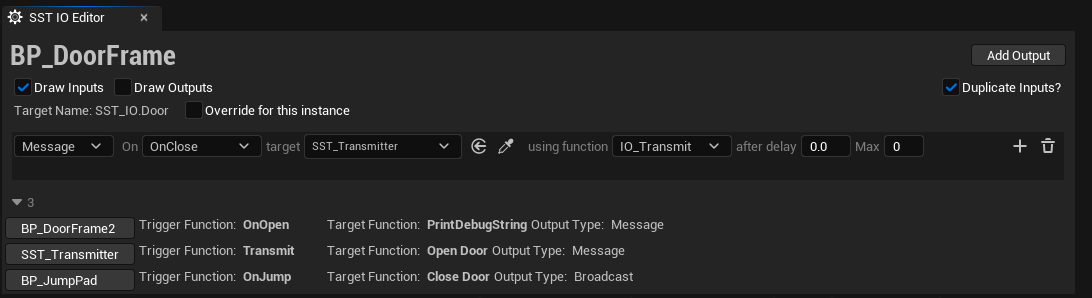 SST IO Editor ×
BP_DoorFrame Add Output
Draw Inputs Draw Outputs Duplicate Inputs?
Target Name: SST_IO.Door Override for this instance
Message On OnClose target SST_Transmitter using function IO_Transmit after delay 0.0 Max 0
3
BP_DoorFrame2 Trigger Function: OnOpen Target Function: PrintDebugString Output Type: Message
SST_Transmitter Trigger Function: Transmit Target Function: Open Door Output Type: Message
BP_JumpPad Trigger Function: OnJump Target Function: Close Door Output Type: Broadcast